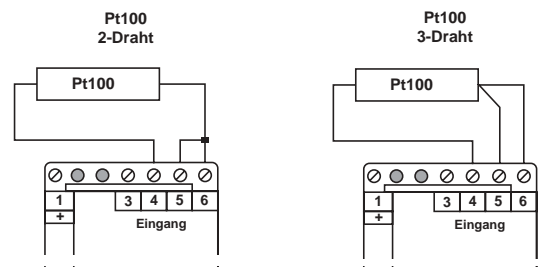 Pt100
2-Draht
Pt100
1 3 4 5 6
+
Eingang
Pt100
3-Draht
Pt100
1 3 4 5 6
+
Eingang